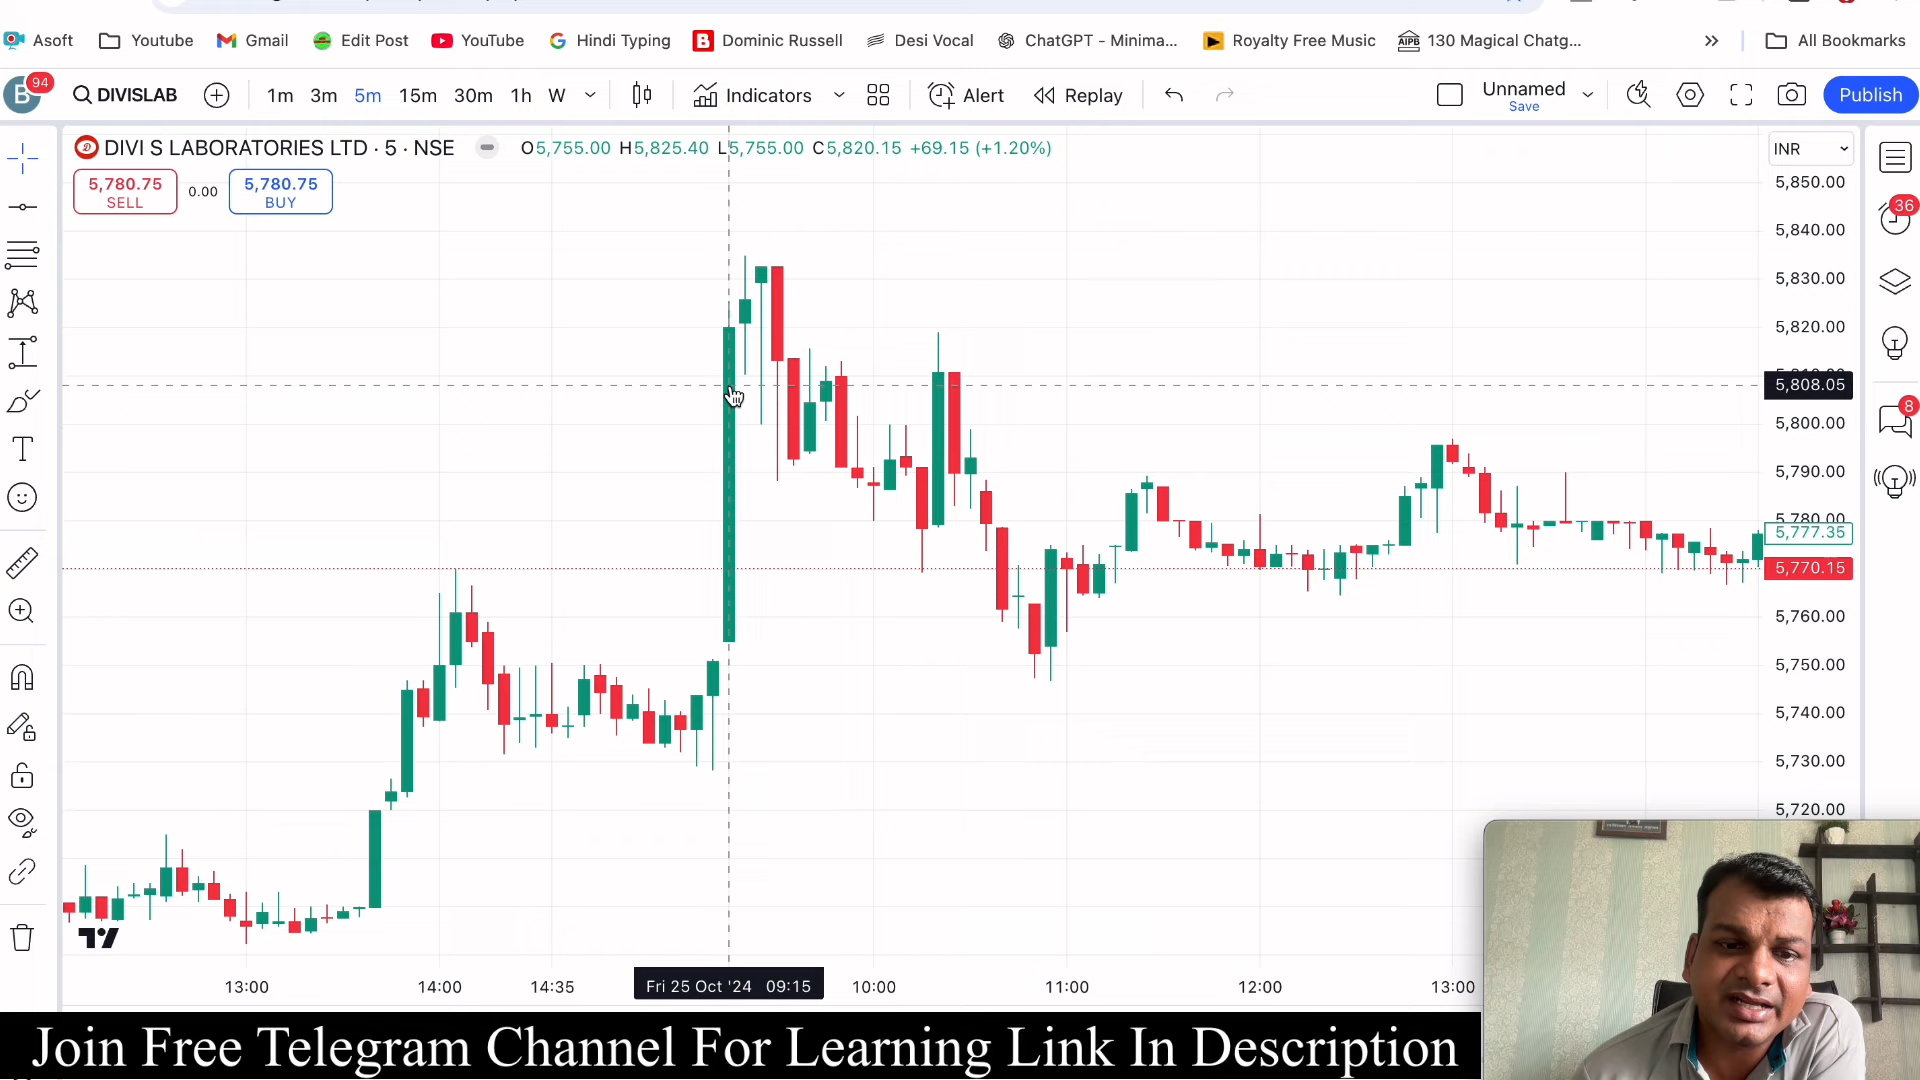 Asoft Youtube Gmail Edit Post YouTube Hindi Typing Dominic Russell Desi Vocal ChatGPT - Minima... Royalty Free Music AIPB 130 Magical Chatg... » All Bookmarks
B 94 DIVISLAB 1m 3m 5m 15m 30m 1h W Indicators Alert Replay Unnamed Publish
Save
DIVI S LABORATORIES LTD · 5 · NSE O5,755.00 H5,825.40 L5,755.00 C5,820.15 +69.15 (+1.20%) INR
5,780.75 0.00 5,780.75
SELL BUY
5,850.00
36
5,840.00
5,830.00
5,820.00
5,808.05
8
5,800.00
5,790.00
5,780.00
5,777.35
5,770.15
5,760.00
5,750.00
5,740.00
5,730.00
5,720.00
13:00 14:00 14:35 Fri 25 Oct '24 09:15 10:00 11:00 12:00 13:00
Join Free Telegram Channel For Learning Link In Description